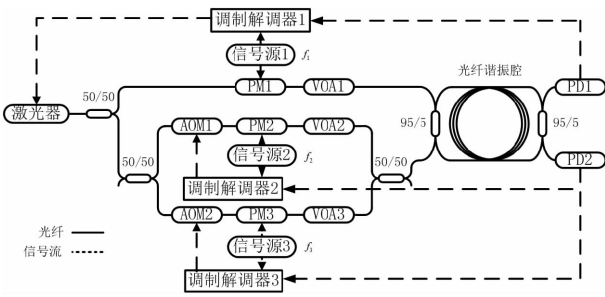 调制解调器1
信号源1 f₁
光纤谐振腔
50/50
PM1
VOA1
PD1
激光器
50/50
AOM1
PM2
VOA2
50/50
95/5
95/5
信号源2 f₂
PD2
调制解调器2
AOM2
PM3
VOA3
光纤
信号源3 f₃
信号流
调制解调器3